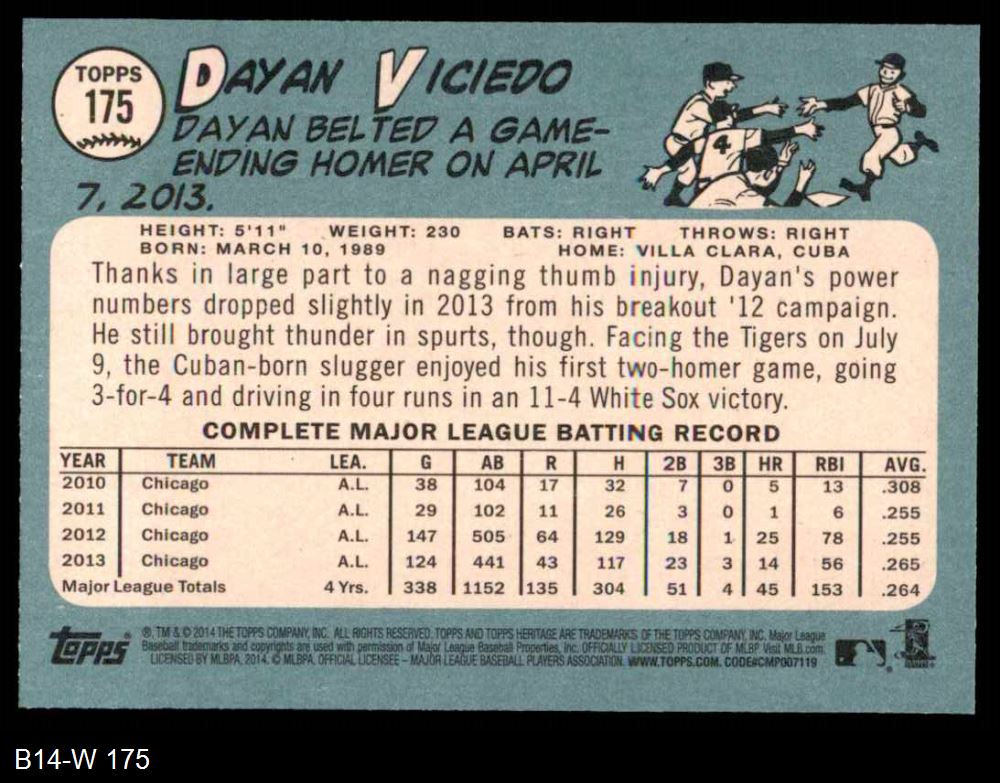 TOPPS
175
DAYAN VICIEDO
DAYAN BELTED A GAME-
ENDING HOMER ON APRIL
7, 2013.
4
HEIGHT: 5'11" WEIGHT: 230 BATS: RIGHT THROWS: RIGHT
BORN: MARCH 10, 1989 HOME: VILLA CLARA, CUBA
Thanks in large part to a nagging thumb injury, Dayan's power
numbers dropped slightly in 2013 from his breakout '12 campaign.
He still brought thunder in spurts, though. Facing the Tigers on July
9, the Cuban-born slugger enjoyed his first two-homer game, going
3-for-4 and driving in four runs in an 11-4 White Sox victory.
COMPLETE MAJOR LEAGUE BATTING RECORD
YEAR TEAM LEA. G AB R H 2B 3B HR RBI AVG.
2010 Chicago A.L. 38 104 17 32 7 0 5 13 .308
2011 Chicago A.L. 29 102 11 26 3 0 1 6 .255
2012 Chicago A.L. 147 505 64 129 18 1 25 78 .255
2013 Chicago A.L. 124 441 43 117 23 3 14 56 .265
Major League Totals 4 Yrs. 338 1152 135 304 51 4 45 153 .264
Topps ® ®, TM & © 2014 THE TOPPS COMPANY, INC. ALL RIGHTS RESERVED. TOPPS AND TOPPS HERITAGE ARE TRADEMARKS OF THE TOPPS COMPANY, INC. Major League
Baseball trademarks and copyrights are used with permission of Major League Baseball Properties, Inc. OFFICIALLY LICENSED PRODUCT OF MLBP Visit MLB.com
LICENSED BY MLBPA, 2014. © MLBPA. OFFICIAL LICENSEE – MAJOR LEAGUE BASEBALL PLAYERS ASSOCIATION. WWW.TOPPS.COM. CODE#CMP007119
B14-W 175